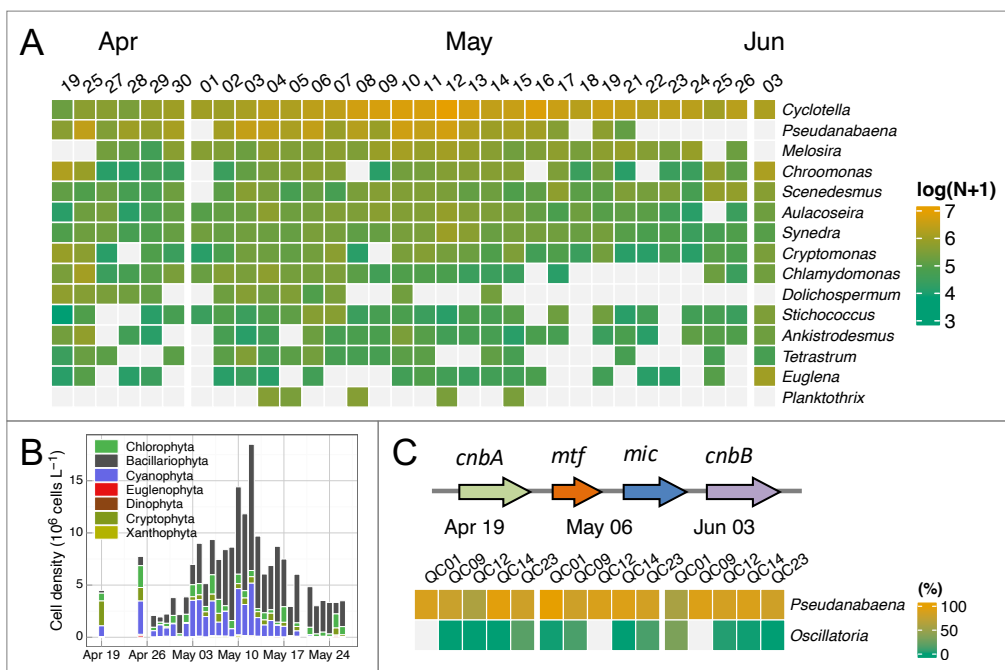 A
Apr May Jun
19 25 27 28 29 30 01 02 03 04 05 06 07 08 09 10 11 12 13 14 15 16 17 18 19 21 22 23 24 25 26 03
Cyclotella
Pseudanabaena
Melosira
Chroomonas
Scenedesmus
Aulacoseira
Synedra
Cryptomonas
Chlamydomonas
Dolichospermum
Stichococcus
Ankistrodesmus
Tetrastrum
Euglena
Planktothrix
log(N+1)
7
6
5
4
3
B
Cell density (10⁶ cells L⁻¹)
15
10
5
0
Chlorophyta
Bacillariophyta
Cyanophyta
Euglenophyta
Dinophyta
Cryptophyta
Xanthophyta
Apr 19 Apr 26 May 03 May 10 May 17 May 24
C
cnbA mtf mic cnbB
Apr 19 May 06 Jun 03
QC01 QC09 QC12 QC14 QC23 QC01 QC09 QC12 QC14 QC23 QC01 QC09 QC12 QC14 QC23
Pseudanabaena
Oscillatoria
(%)
100
50
0